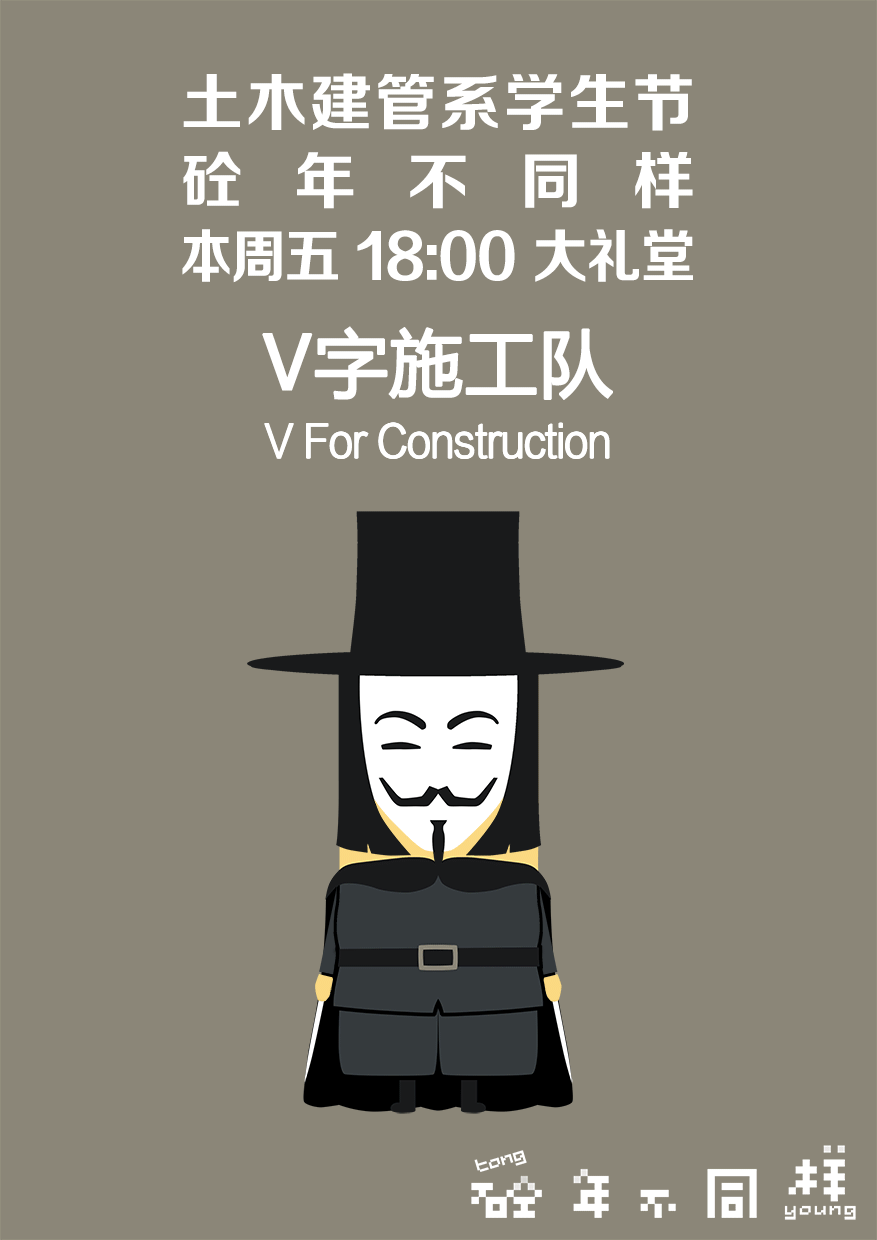 土木建管系学生节
砼年不同样
本周五 18:00 大礼堂
V字施工队
V For Construction
tong
砼年不同样
young